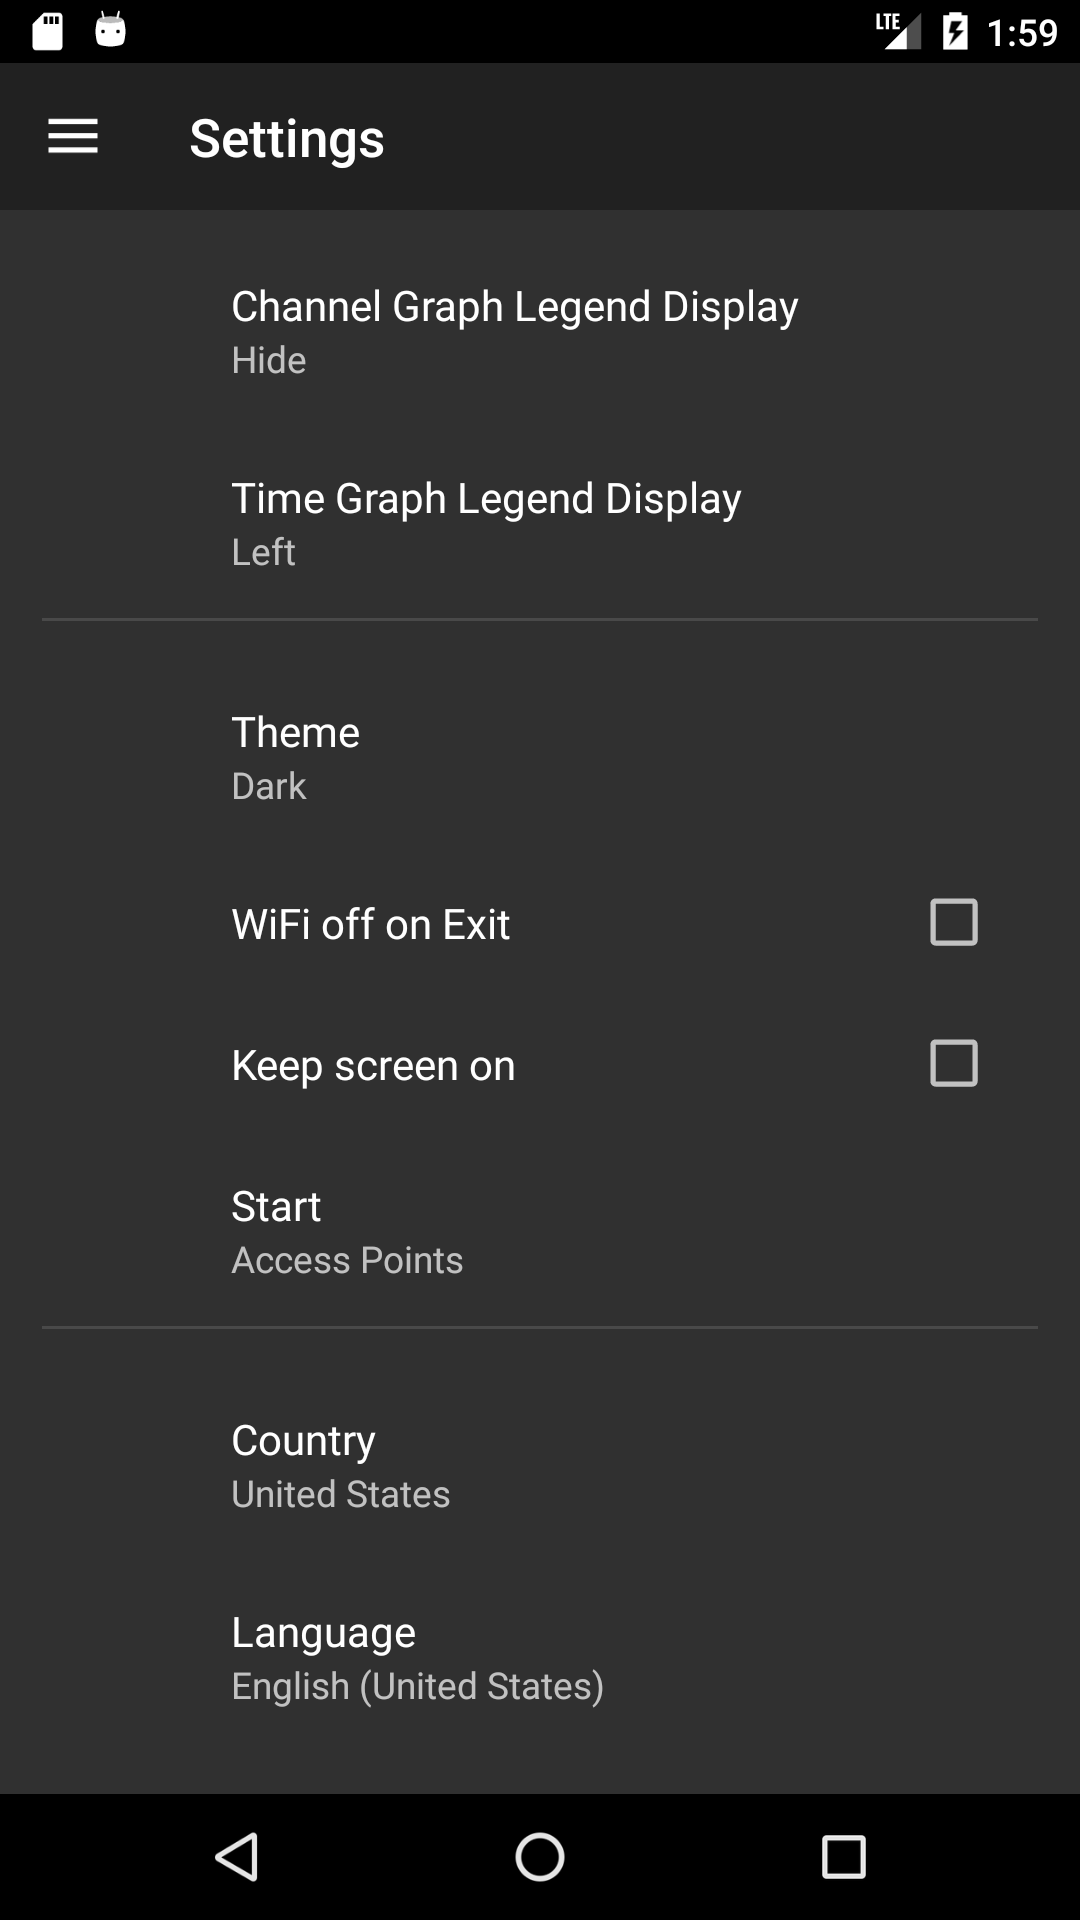 LTE 1:59
Settings
Channel Graph Legend Display
Hide
Time Graph Legend Display
Left
Theme
Dark
WiFi off on Exit
Keep screen on
Start
Access Points
Country
United States
Language
English (United States)